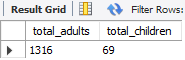 Result Grid Filter Rows:
total_adults total_children
1316 69